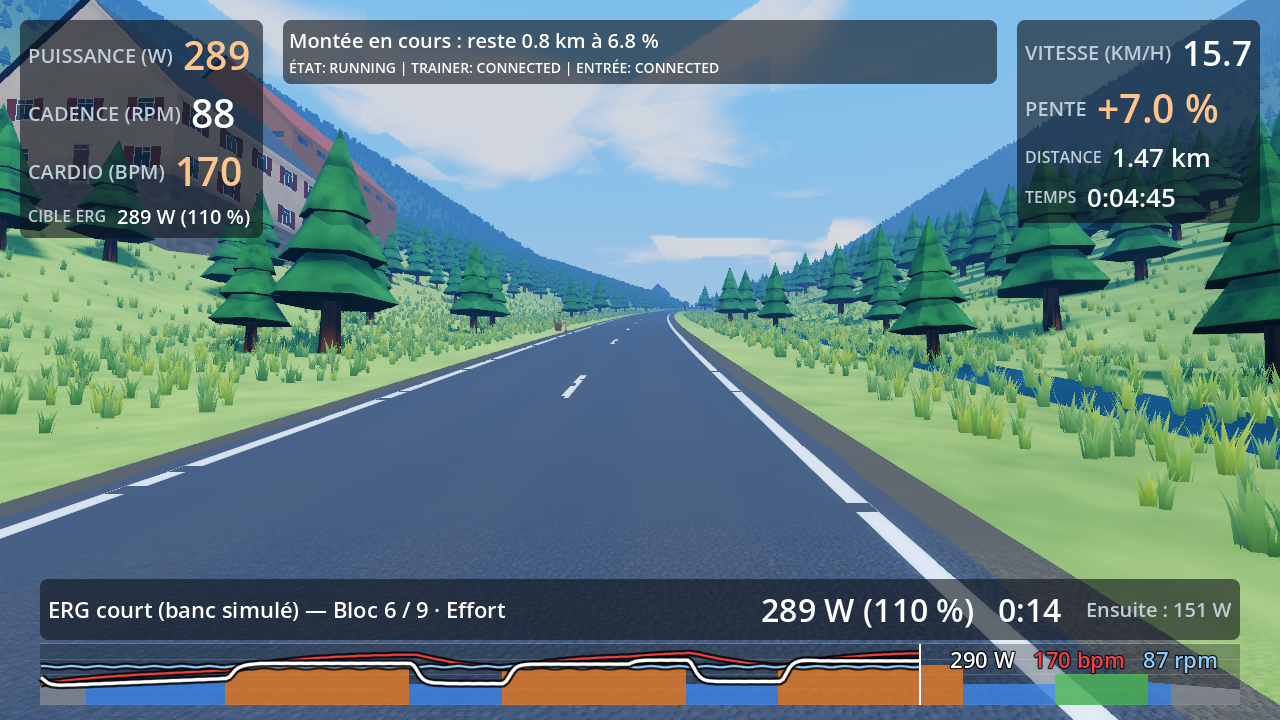 PUISSANCE (W) 289
CADENCE (RPM) 88
CARDIO (BPM) 170
CIBLE ERG 289 W (110 %)
Montée en cours : reste 0.8 km à 6.8 %
ÉTAT: RUNNING | TRAINER: CONNECTED | ENTRÉE: CONNECTED
VITESSE (KM/H) 15.7
PENTE +7.0 %
DISTANCE 1.47 km
TEMPS 0:04:45
ERG court (banc simulé) — Bloc 6 / 9 · Effort 289 W (110 %) 0:14 Ensuite : 151 W
290 W 170 bpm 87 rpm